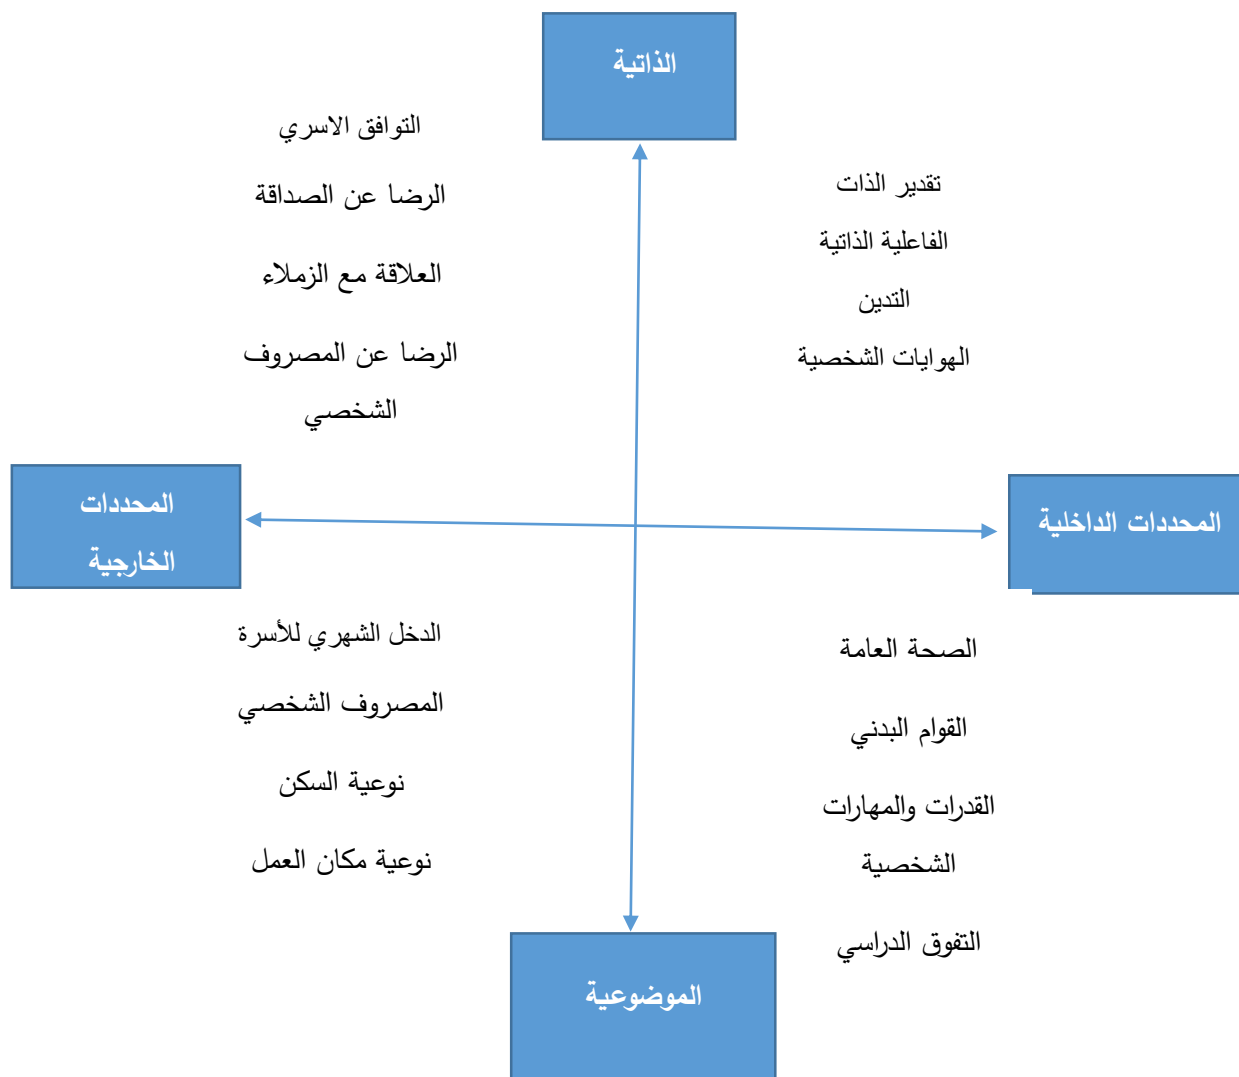 الذاتية
تقدير الذات
الفاعلية الذاتية
التدين
الهوايات الشخصية
التوافق الاسري
الرضا عن الصداقة
العلاقة مع الزملاء
الرضا عن المصروف
الشخصي
المحددات الداخلية
المحددات
الخارجية
الصحة العامة
القوام البدني
القدرات والمهارات
الشخصية
التفوق الدراسي
الدخل الشهري للأسرة
المصروف الشخصي
نوعية السكن
نوعية مكان العمل
الموضوعية